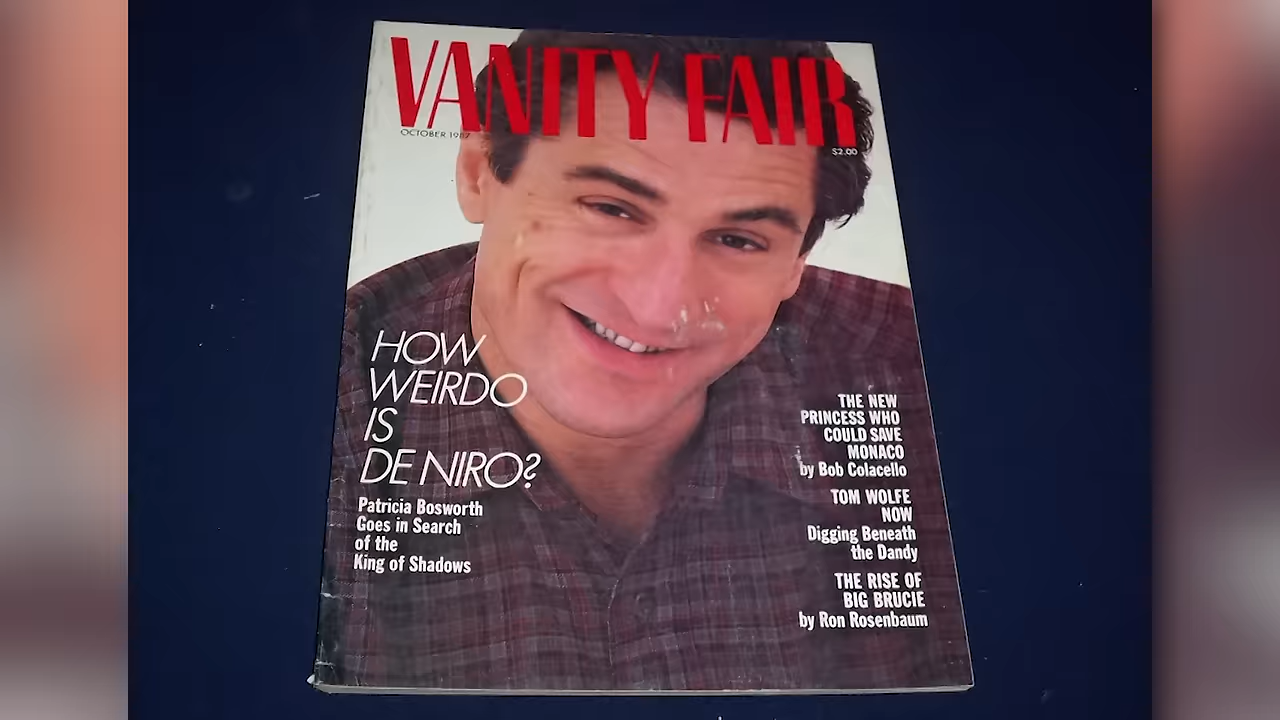 VANITY FAIR
OCTOBER 1987
$2.00
HOW
WEIRDO
IS
DE NIRO?
Patricia Bosworth
Goes in Search
of the
King of Shadows
THE NEW
PRINCESS WHO
COULD SAVE
MONACO
by Bob Colacello
TOM WOLFE
NOW
Digging Beneath
the Dandy
THE RISE OF
BIG BRUCIE
by Ron Rosenbaum